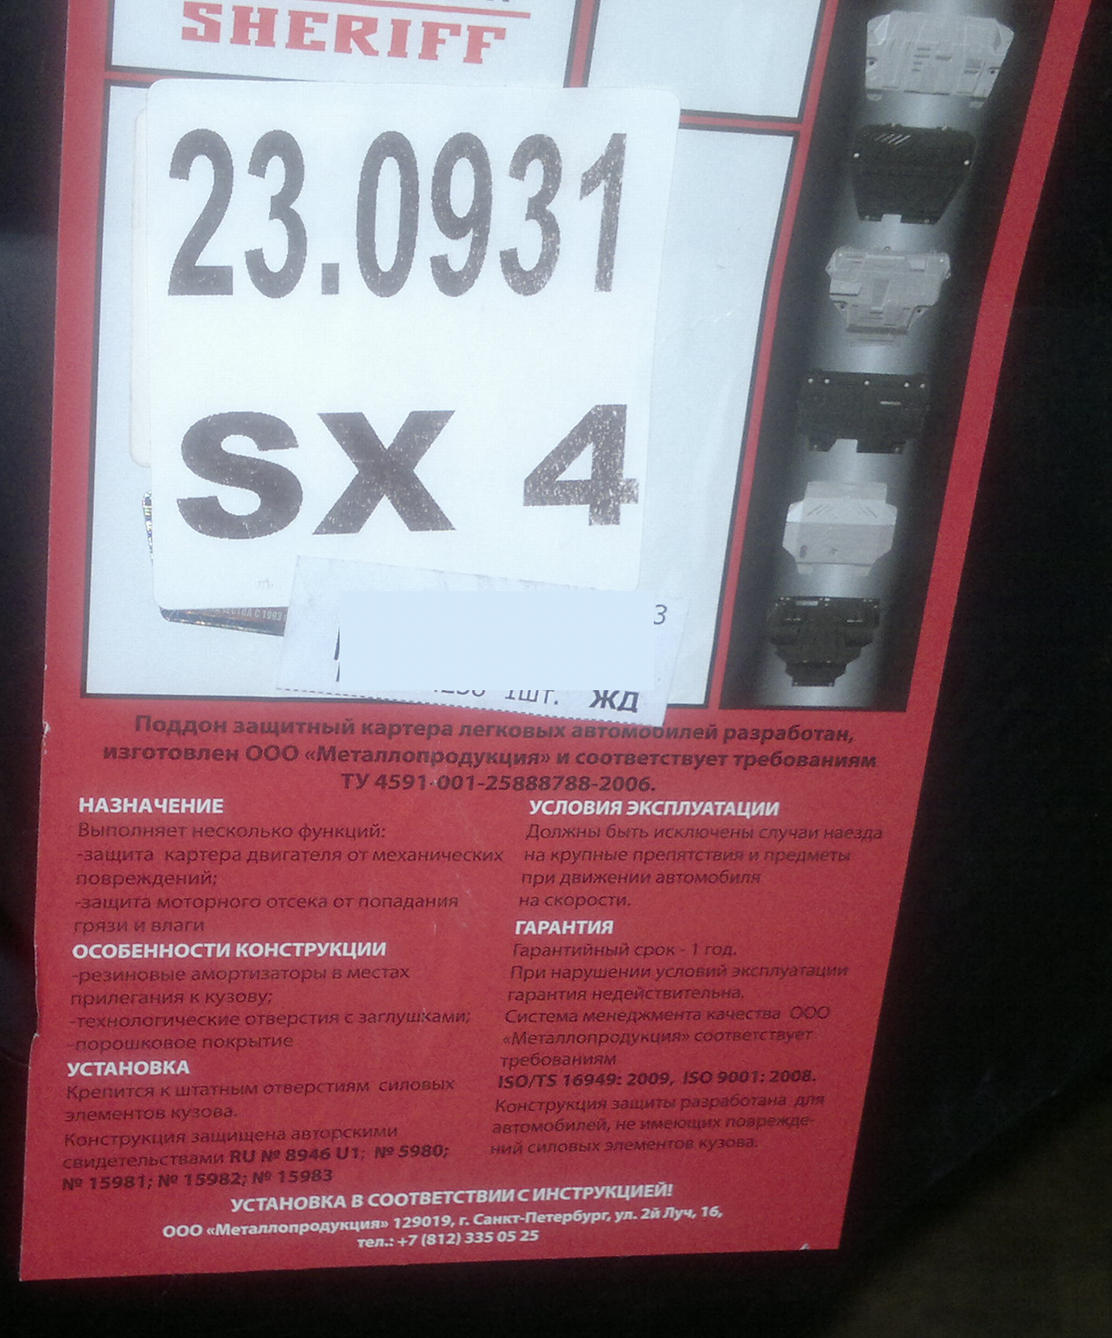 SHERIFF
23.0931
SX 4
С 1993
3
1шт. ЖД
Поддон защитный картера легковых автомобилей разработан,
изготовлен ООО «Металлопродукция» и соответствует требованиям
ТУ 4591-001-25888788-2006.
НАЗНАЧЕНИЕ
Выполняет несколько функций:
-защита картера двигателя от механических
повреждений;
-защита моторного отсека от попадания
грязи и влаги
ОСОБЕННОСТИ КОНСТРУКЦИИ
-резиновые амортизаторы в местах
прилегания к кузову;
-технологические отверстия с заглушками;
-порошковое покрытие
УСТАНОВКА
Крепится к штатным отверстиям силовых
элементов кузова.
Конструкция защищена авторскими
свидетельствами RU № 8946 U1; № 5980;
№ 15981; № 15982; № 15983
УСЛОВИЯ ЭКСПЛУАТАЦИИ
Должны быть исключены случаи наезда
на крупные препятствия и предметы
при движении автомобиля
на скорости.
ГАРАНТИЯ
Гарантийный срок - 1 год.
При нарушении условий эксплуатации
гарантия недействительна.
Система менеджмента качества ООО
«Металлопродукция» соответствует
требованиям
ISO/TS 16949: 2009, ISO 9001: 2008.
Конструкция защиты разработана для
автомобилей, не имеющих поврежде-
ний силовых элементов кузова.
УСТАНОВКА В СООТВЕТСТВИИ С ИНСТРУКЦИЕЙ!
ООО «Металлопродукция» 129019, г. Санкт-Петербург, ул. 2й Луч, 16,
тел.: +7 (812) 335 05 25